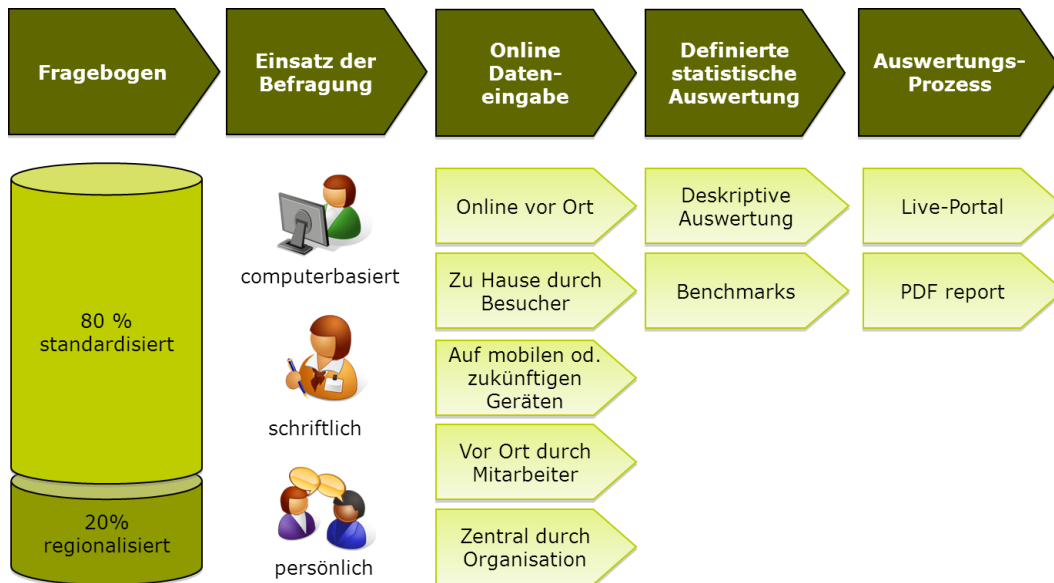 Fragebogen
Einsatz der
Befragung
Online
Daten-
eingabe
Definierte
statistische
Auswertung
Auswertungs-
Prozess
80 %
standardisiert
20%
regionalisiert
computerbasiert
schriftlich
persönlich
Online vor Ort
Zu Hause durch
Besucher
Auf mobilen od.
zukünftigen
Geräten
Vor Ort durch
Mitarbeiter
Zentral durch
Organisation
Deskriptive
Auswertung
Benchmarks
Live-Portal
PDF report